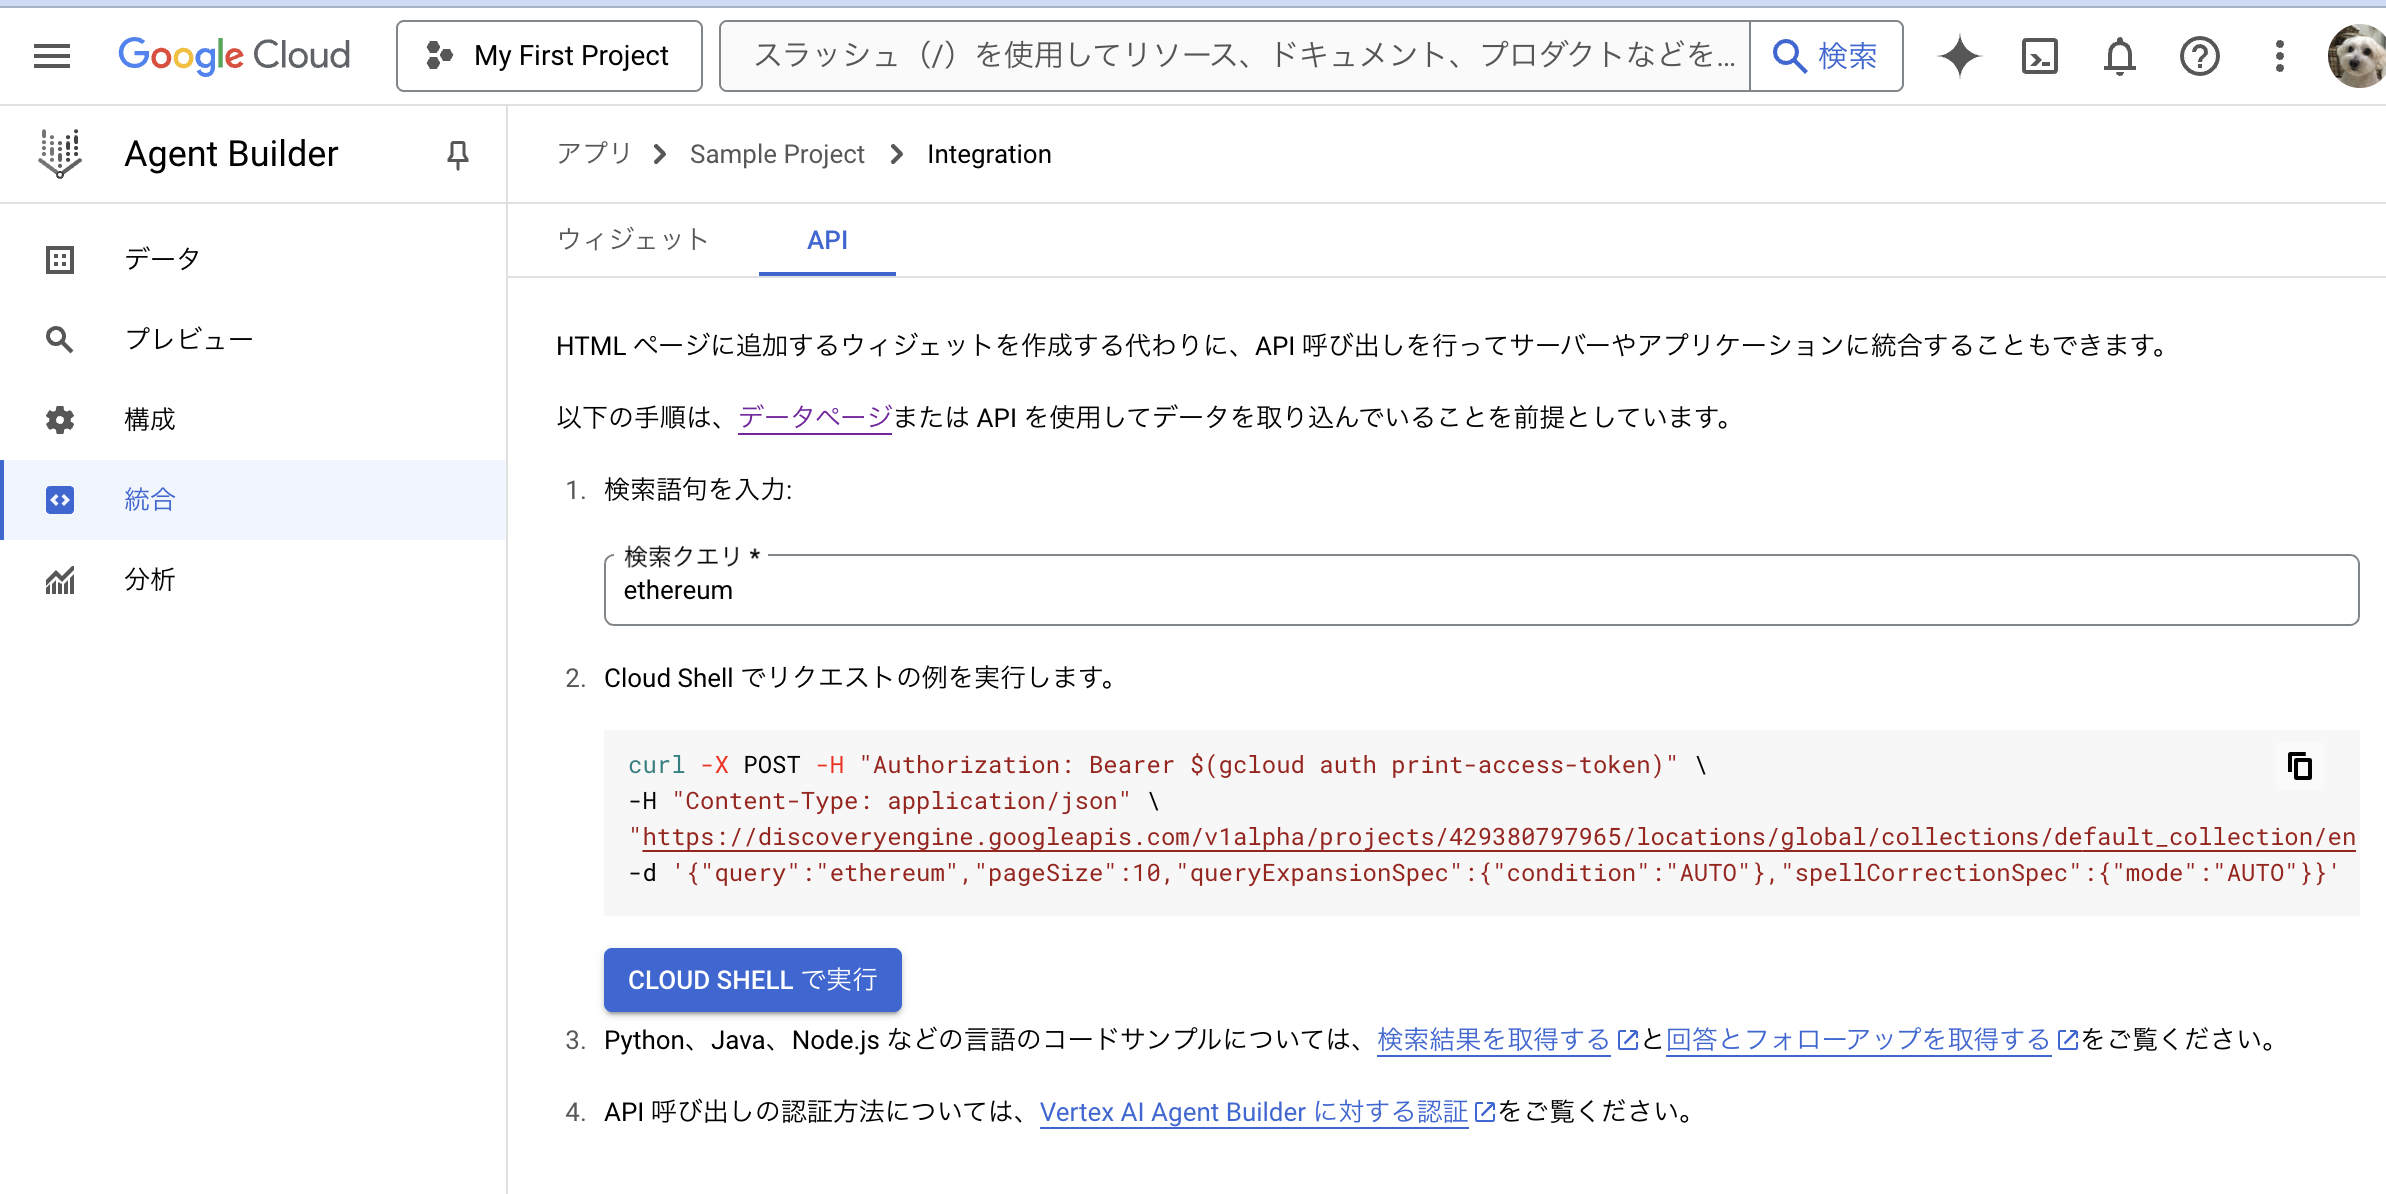 Google Cloud
My First Project
スラッシュ（/）を使用してリソース、ドキュメント、プロダクトなどを...
検索
Agent Builder
アプリ
Sample Project
Integration
データ
プレビュー
構成
統合
分析
ウィジェット
API
HTML ページに追加するウィジェットを作成する代わりに、API 呼び出しを行ってサーバーやアプリケーションに統合することもできます。
以下の手順は、データページまたは API を使用してデータを取り込んでいることを前提としています。
1. 検索語句を入力:
検索クエリ *
ethereum
2. Cloud Shell でリクエストの例を実行します。
curl -X POST -H "Authorization: Bearer $(gcloud auth print-access-token)" \
-H "Content-Type: application/json" \
"https://discoveryengine.googleapis.com/v1alpha/projects/429380797965/locations/global/collections/default_collection/en
-d '{"query":"ethereum","pageSize":10,"queryExpansionSpec":{"condition":"AUTO"},"spellCorrectionSpec":{"mode":"AUTO"}}'
CLOUD SHELL で実行
3. Python、Java、Node.js などの言語のコードサンプルについては、検索結果を取得すると回答とフォローアップを取得するをご覧ください。
4. API 呼び出しの認証方法については、Vertex AI Agent Builder に対する認証をご覧ください。